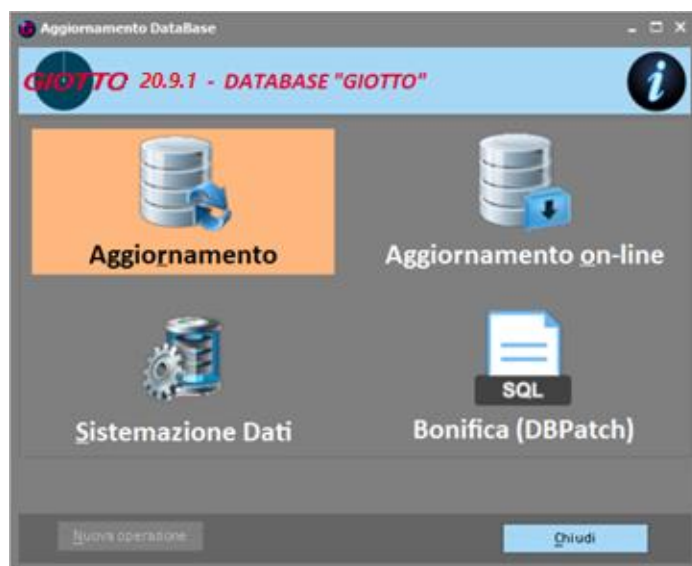 Aggiornamento DataBase
GIOTTO 20.9.1 - DATABASE "GIOTTO"
Aggiornamento
Aggiornamento on-line
SQL
Sistemazione Dati
Bonifica (DBPatch)
Nuova operazione
Chiudi